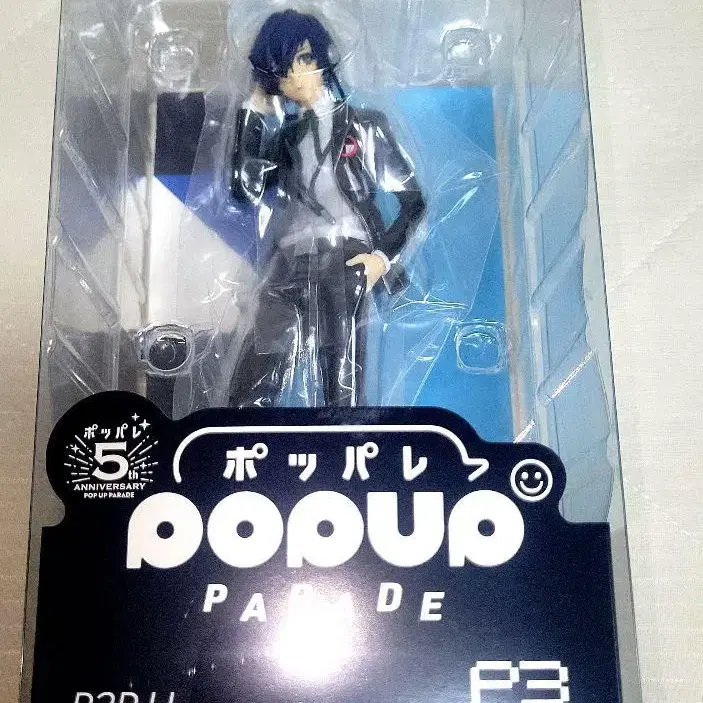 ポッパレ
5th
ANNIVERSARY
POP UP PARADE
ポッパレ
POPUP
PARADE
P3